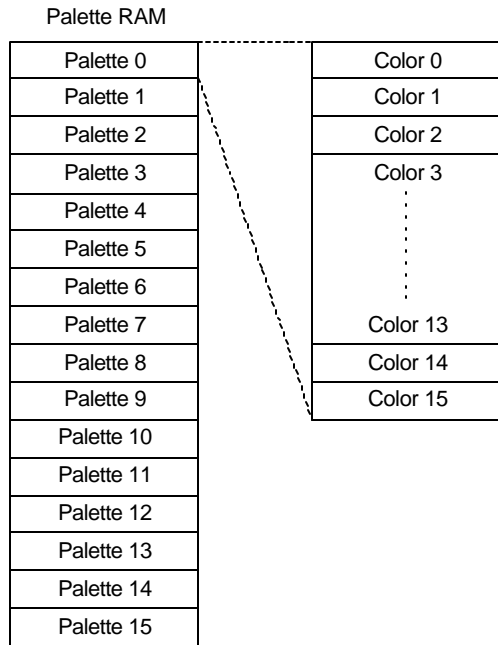 Palette RAM
Palette 0
Palette 1
Palette 2
Palette 3
Palette 4
Palette 5
Palette 6
Palette 7
Palette 8
Palette 9
Palette 10
Palette 11
Palette 12
Palette 13
Palette 14
Palette 15
Color 0
Color 1
Color 2
Color 3
Color 13
Color 14
Color 15